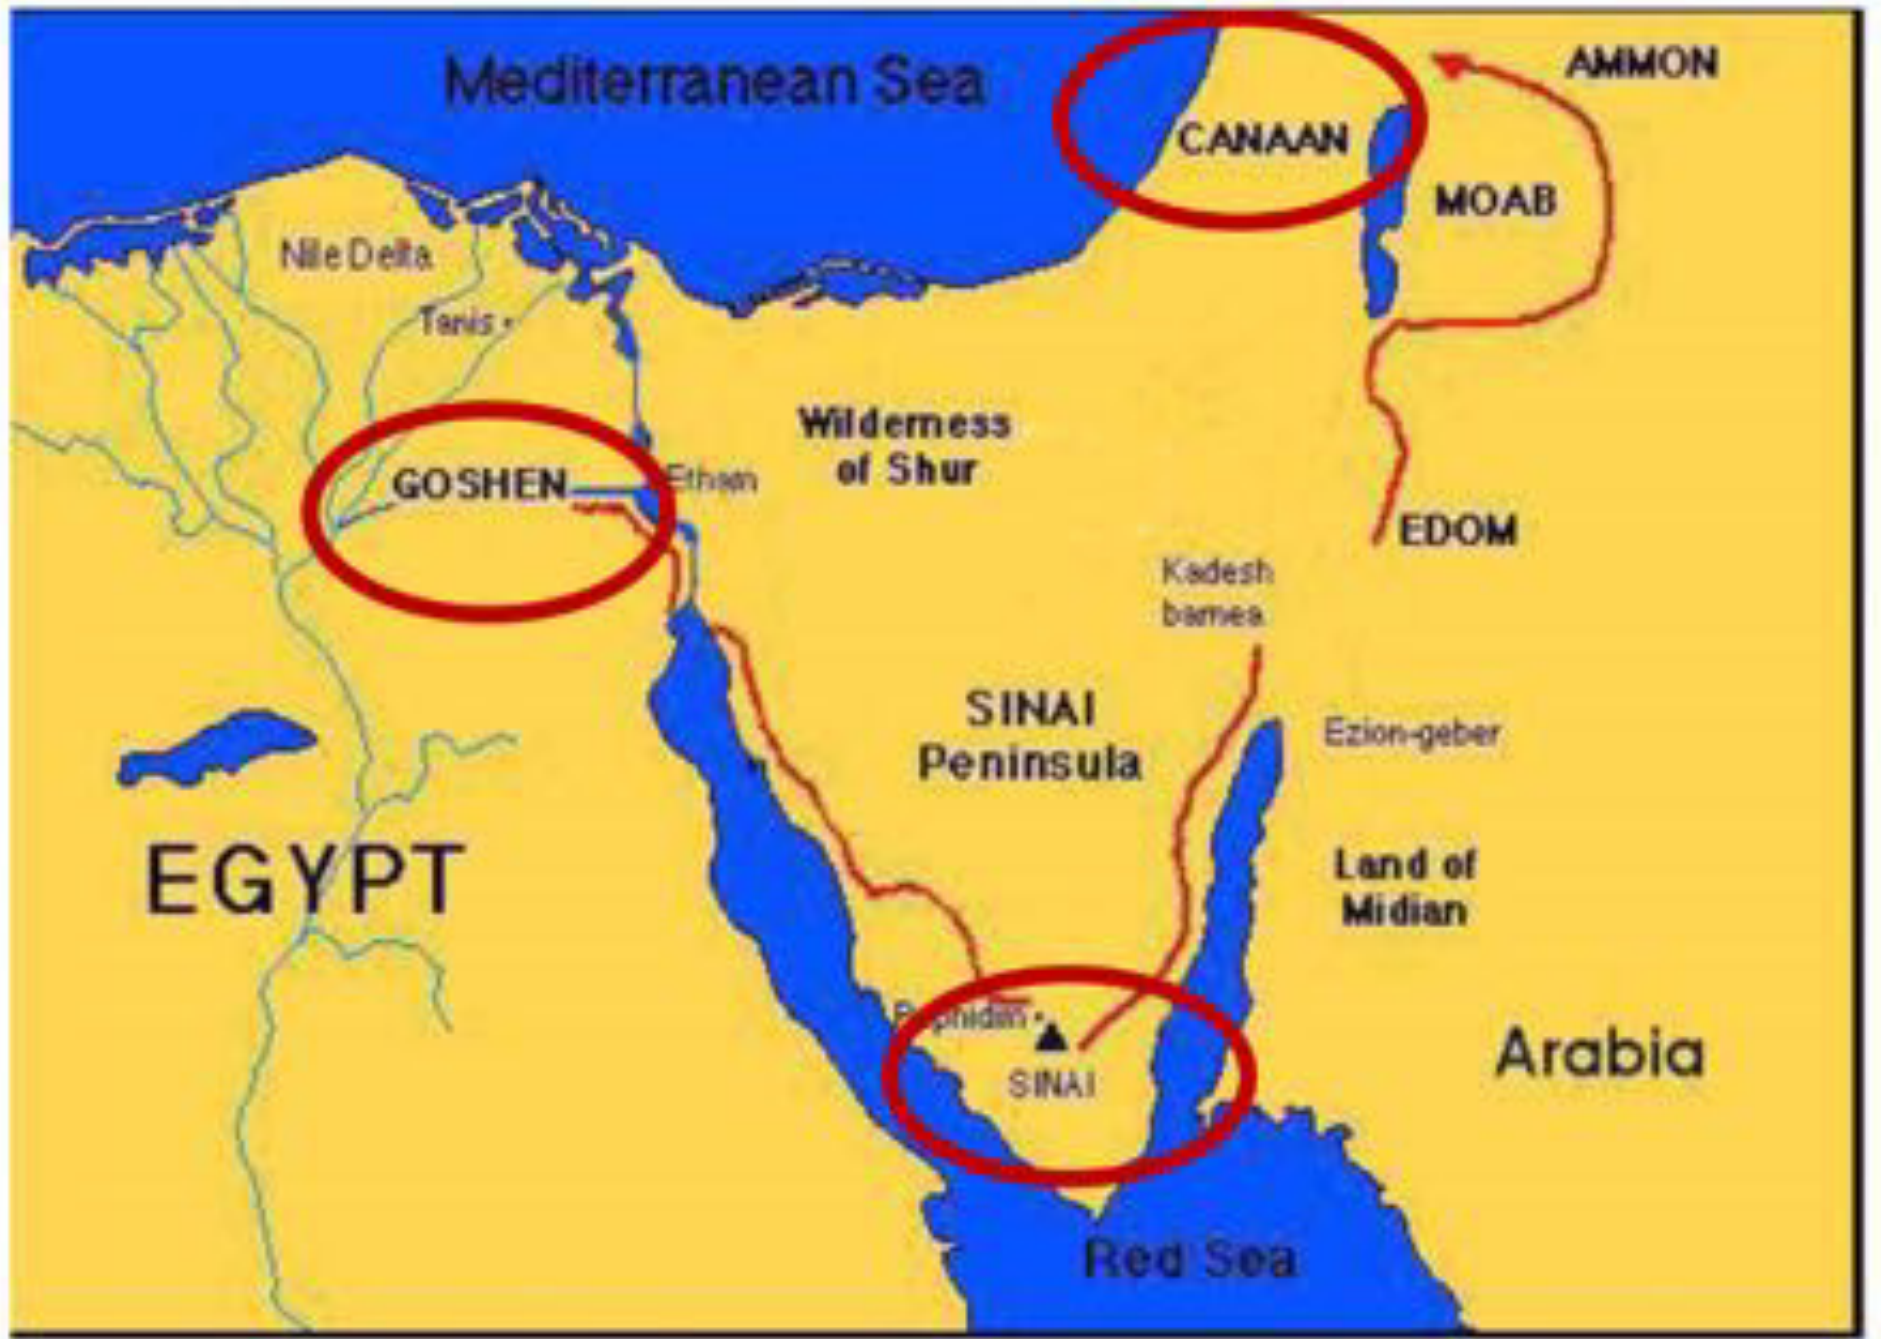 Mediterranean Sea
AMMON
CANAAN
MOAB
Nile Delta
Tanis
Wilderness
of Shur
GOSHEN
Etham
EDOM
Kadesh
barnea
SINAI
Peninsula
Ezion-geber
EGYPT
Land of
Midian
Rephidim
SINAI
Arabia
Red Sea